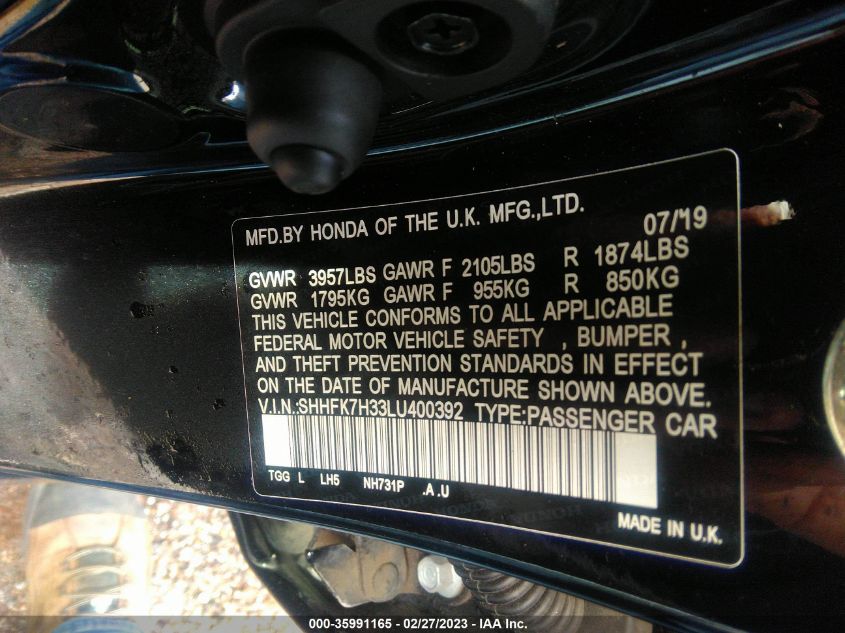 MFD.BY HONDA OF THE U.K. MFG.,LTD. 07/'19
GVWR 3957LBS GAWR F 2105LBS R 1874LBS
GVWR 1795KG GAWR F 955KG R 850KG
THIS VEHICLE CONFORMS TO ALL APPLICABLE
FEDERAL MOTOR VEHICLE SAFETY , BUMPER ,
AND THEFT PREVENTION STANDARDS IN EFFECT
ON THE DATE OF MANUFACTURE SHOWN ABOVE.
V.I.N.:SHHFK7H33LU400392 TYPE:PASSENGER CAR
TGG L LH5 NH731P .A.U
MADE IN U.K.
000-35991165 - 02/27/2023 - IAA Inc.